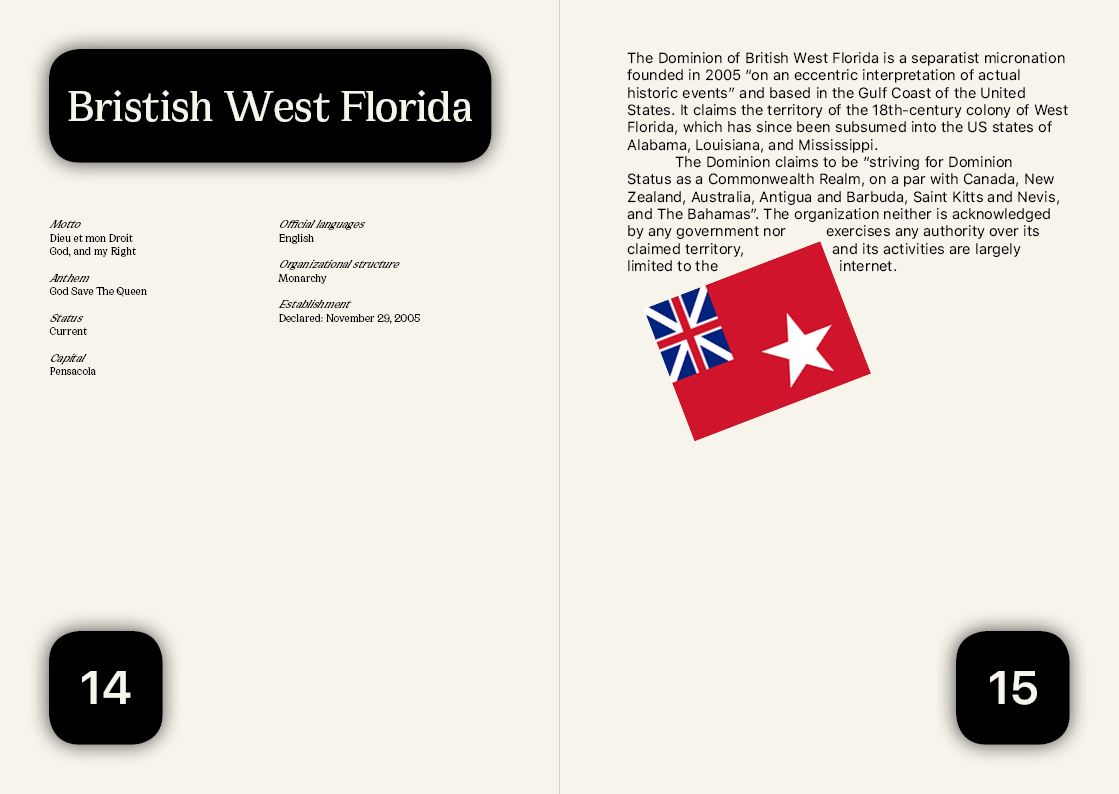 Bristish West Florida
Motto
Dieu et mon Droit
God, and my Right
Anthem
God Save The Queen
Status
Current
Capital
Pensacola
Official languages
English
Organizational structure
Monarchy
Establishment
Declared: November 29, 2005
14
The Dominion of British West Florida is a separatist micronation
founded in 2005 “on an eccentric interpretation of actual
historic events” and based in the Gulf Coast of the United
States. It claims the territory of the 18th-century colony of West
Florida, which has since been subsumed into the US states of
Alabama, Louisiana, and Mississippi.
The Dominion claims to be “striving for Dominion
Status as a Commonwealth Realm, on a par with Canada, New
Zealand, Australia, Antigua and Barbuda, Saint Kitts and Nevis,
and The Bahamas”. The organization neither is acknowledged
by any government nor exercises any authority over its
claimed territory, and its activities are largely
limited to the internet.
15